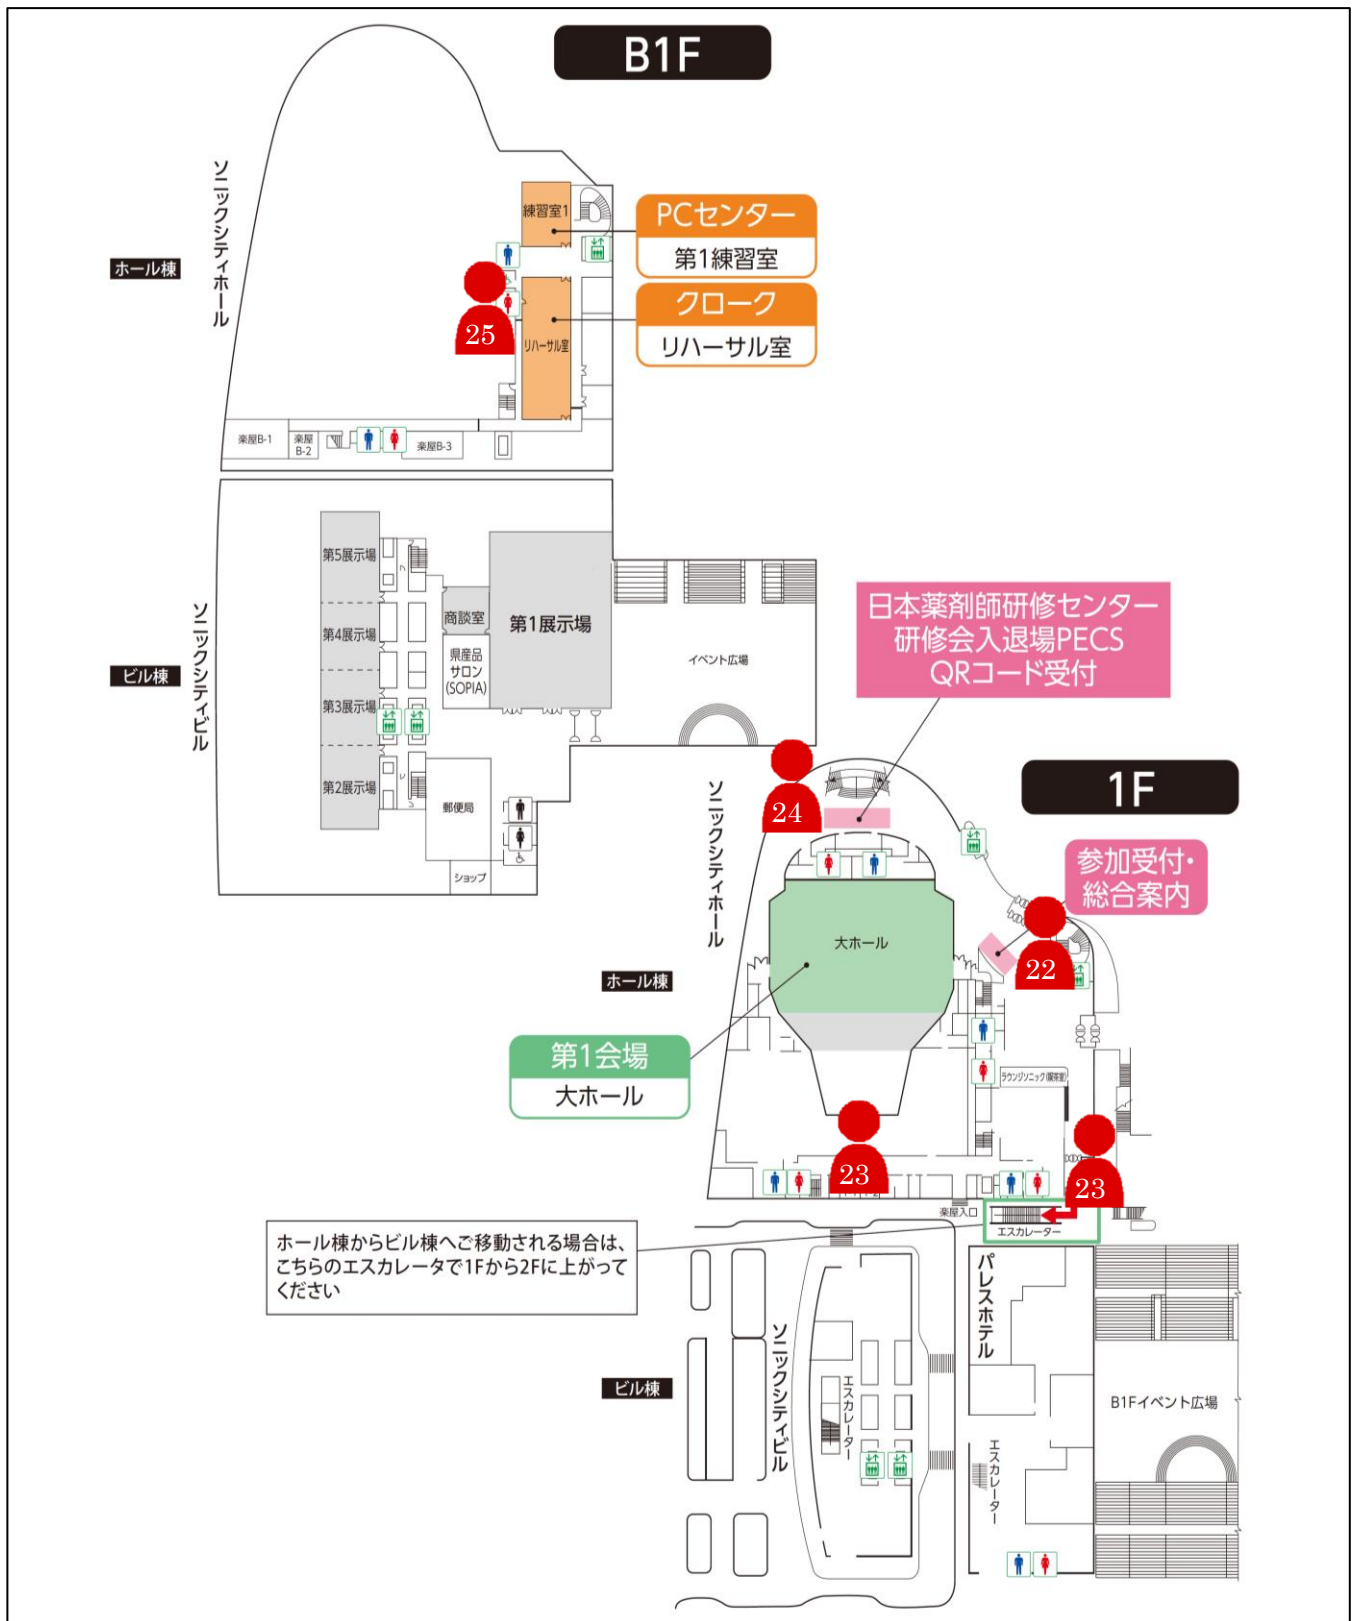 B1F
ソニックシティホール
ホール棟
練習室1
PCセンター
第1練習室
クローク
リハーサル室
25
リハーサル室
楽屋B-1
楽屋
B-2
楽屋B-3
ソニックシティビル
ビル棟
第5展示場
第4展示場
第3展示場
第2展示場
商談室
県産品
サロン
(SOPIA)
第1展示場
イベント広場
郵便局
ショップ
日本薬剤師研修センター
研修会入退場PECS
QRコード受付
1F
24
ソニックシティホール
参加受付・
総合案内
22
大ホール
ホール棟
第1会場
大ホール
ラウンジソニック(喫茶室)
23
23
楽屋入口
エスカレーター
ホール棟からビル棟へご移動される場合は、
こちらのエスカレータで1Fから2Fに上がって
ください
パレスホテル
ソニックシティビル
ビル棟
エスカレーター
エスカレーター
B1Fイベント広場